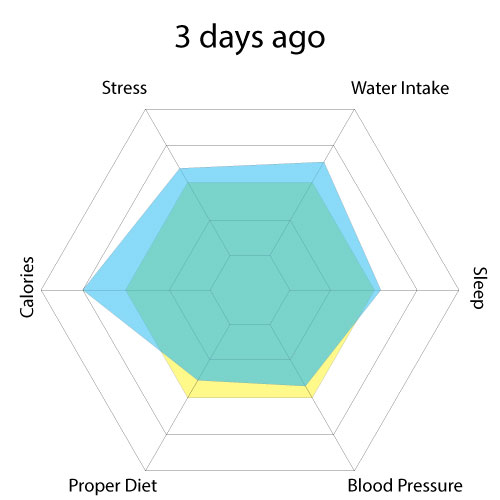 3 days ago
Stress
Water Intake
Calories
Sleep
Proper Diet
Blood Pressure